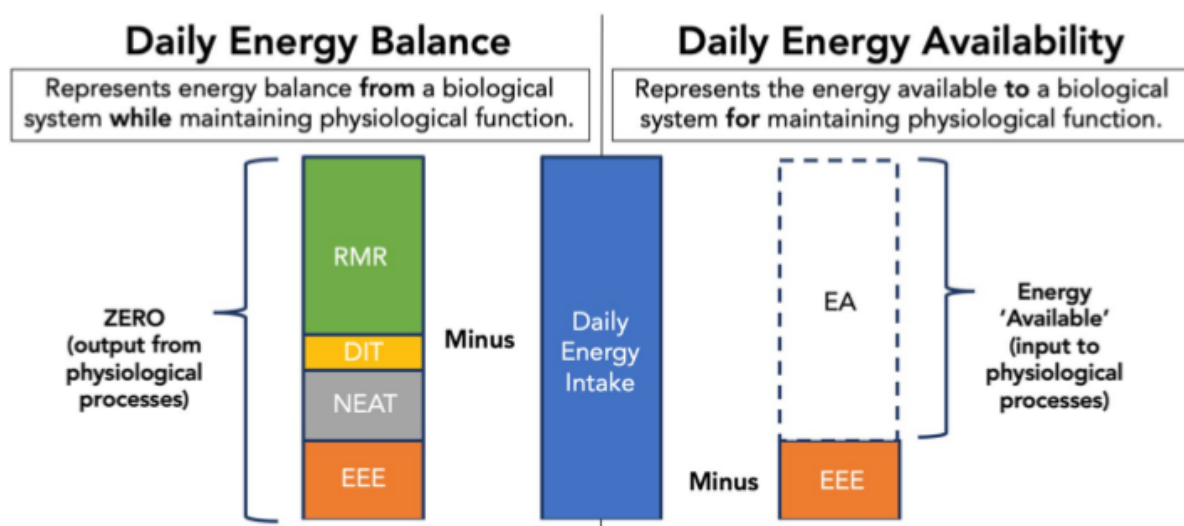 Daily Energy Balance
Represents energy balance from a biological
system while maintaining physiological function.
RMR
DIT
NEAT
EEE
ZERO
(output from
physiological
processes)
Minus
Daily
Energy
Intake
Daily Energy Availability
Represents the energy available to a biological
system for maintaining physiological function.
EA
Energy
'Available'
(input to
physiological
processes)
Minus
EEE